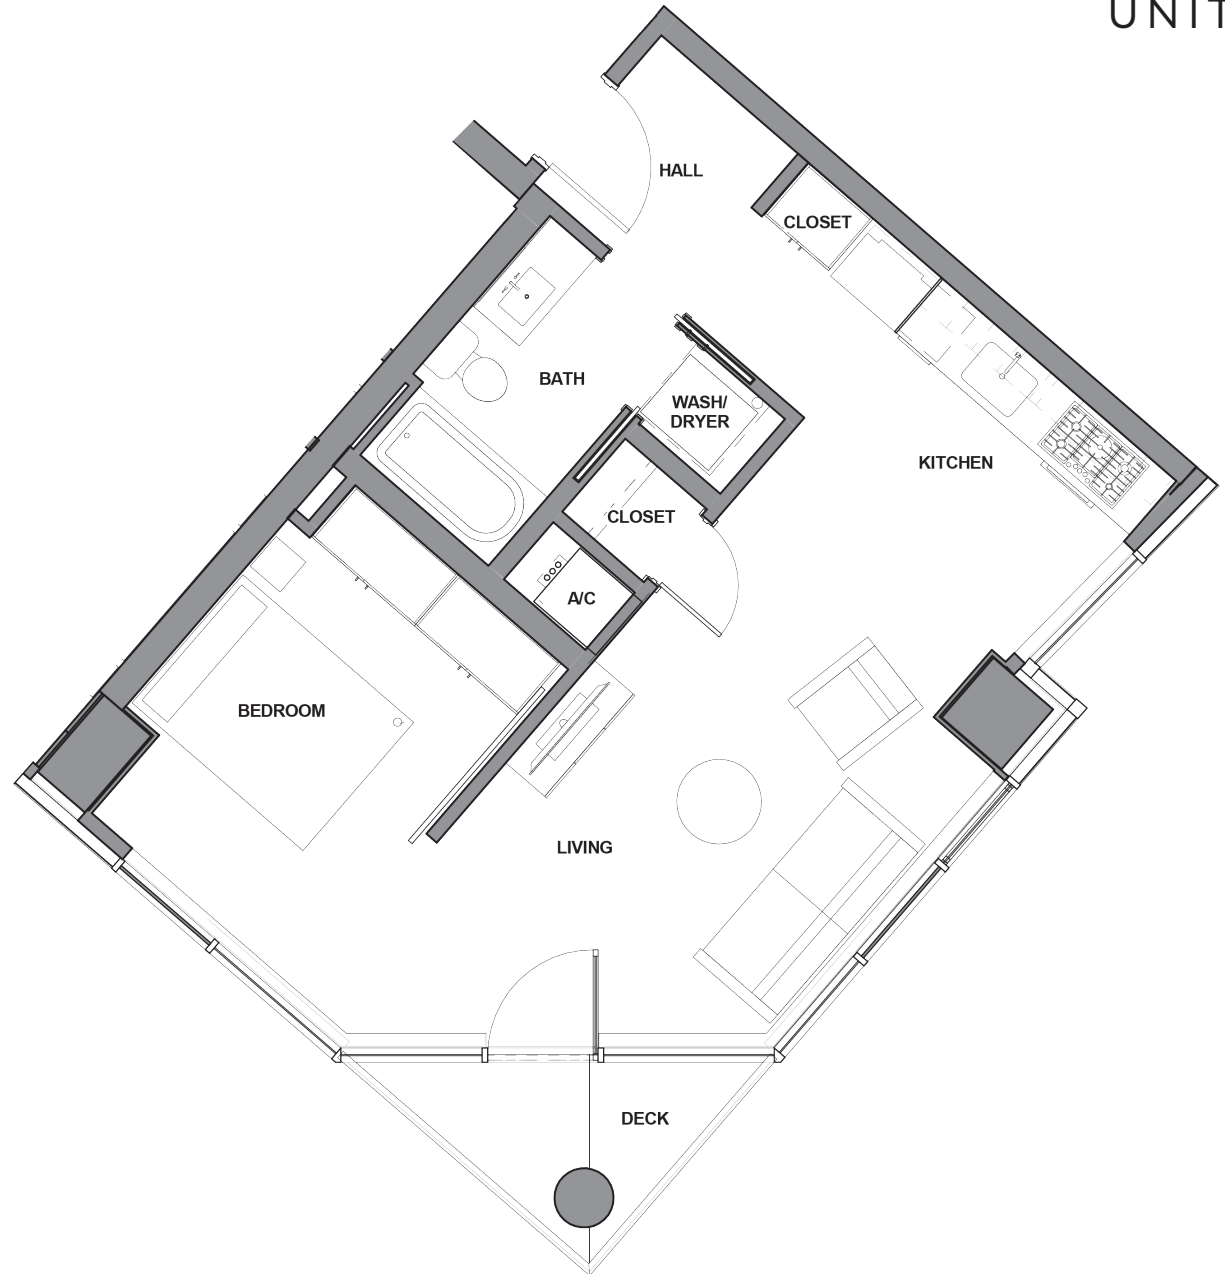 UNIT
HALL
CLOSET
BATH
WASH/
DRYER
KITCHEN
CLOSET
A/C
BEDROOM
LIVING
DECK